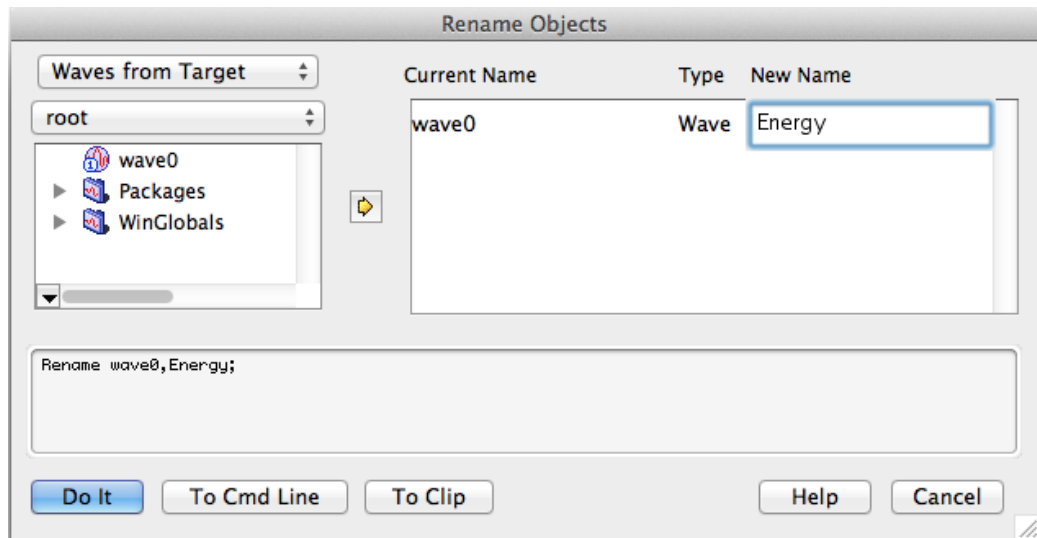 Rename Objects
Waves from Target
root
wave0
Packages
WinGlobals
Current Name Type New Name
wave0 Wave Energy
Rename wave0,Energy;
Do It To Cmd Line To Clip Help Cancel